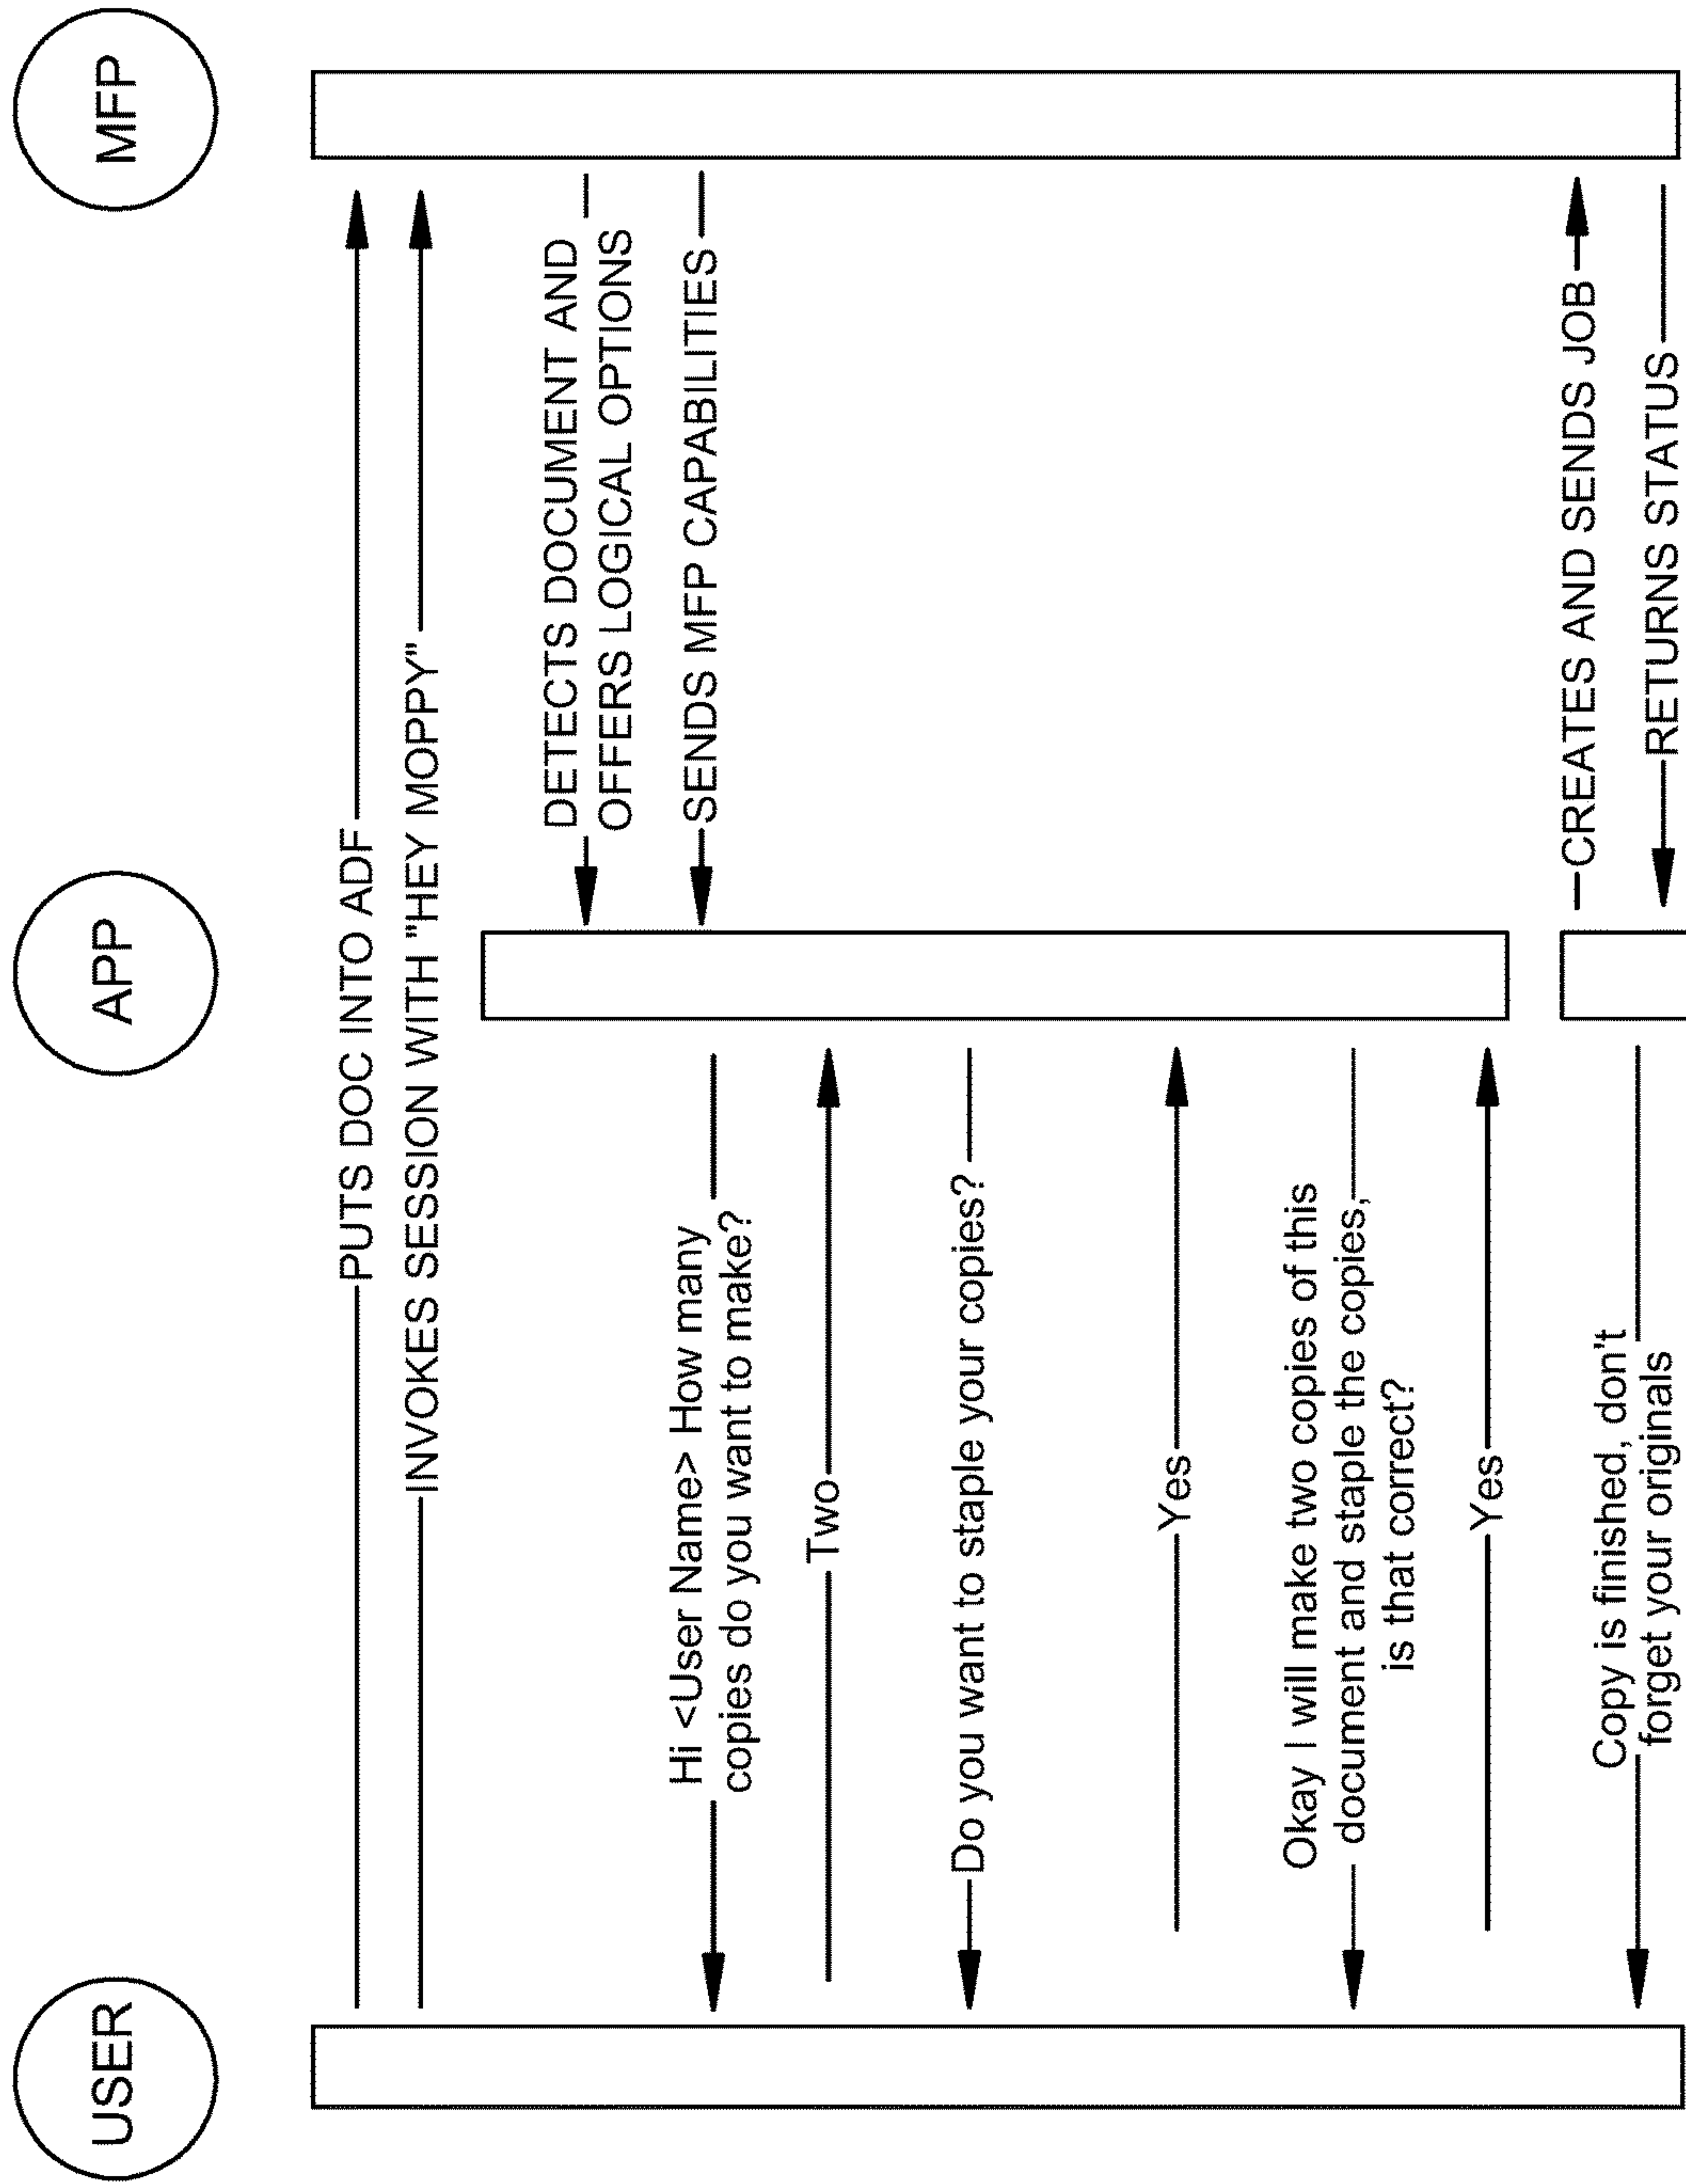 USER
APP
MFP
PUTS DOC INTO ADF
INVOKES SESSION WITH "HEY MOPPY"
DETECTS DOCUMENT AND
OFFERS LOGICAL OPTIONS
SENDS MFP CAPABILITIES
Hi <User Name> How many
copies do you want to make?
Two
Do you want to staple your copies?
Yes
Okay I will make two copies of this
document and staple the copies,
is that correct?
Yes
CREATES AND SENDS JOB
RETURNS STATUS
Copy is finished, don't
forget your originals